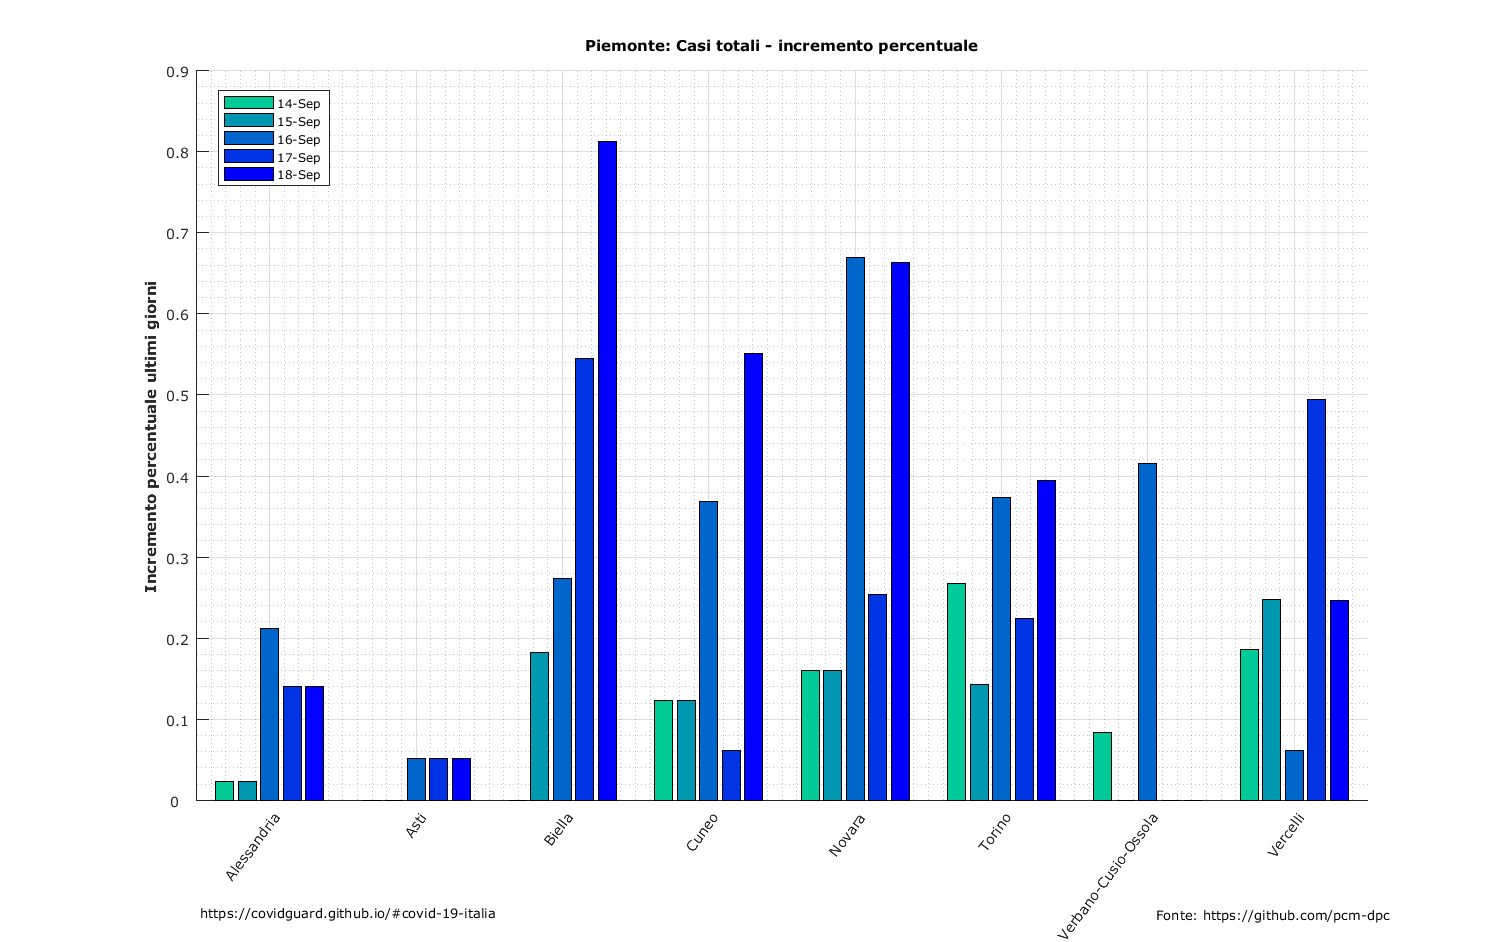 Piemonte: Casi totali - incremento percentuale
Incremento percentuale ultimi giorni
0.9
0.8
0.7
0.6
0.5
0.4
0.3
0.2
0.1
0
14-Sep
15-Sep
16-Sep
17-Sep
18-Sep
Alessandria
Asti
Biella
Cuneo
Novara
Torino
Verbano-Cusio-Ossola
Vercelli
https://covidguard.github.io/#covid-19-italia
Fonte: https://github.com/pcm-dpc